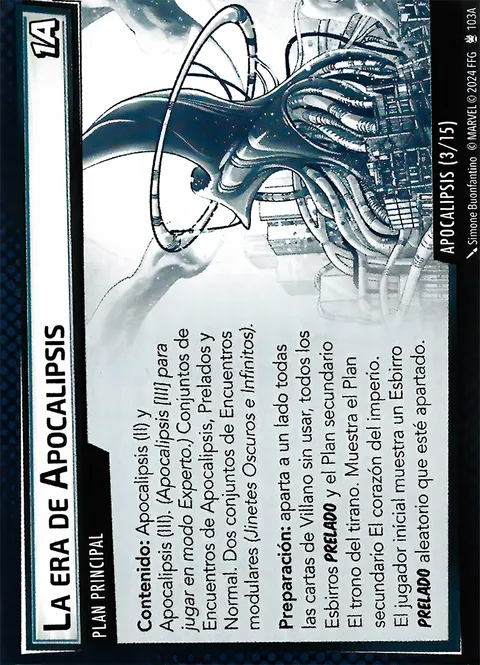 LA ERA DE APOCALIPSIS
1A
PLAN PRINCIPAL
Contenido: Apocalipsis (II) y
Apocalipsis (III). (Apocalipsis [III] para
jugar en modo Experto.) Conjuntos de
Encuentros de Apocalipsis, Prelados y
Normal. Dos conjuntos de Encuentros
modulares (Jinetes Oscuros e Infinitos).
Preparación: aparta a un lado todas
las cartas de Villano sin usar, todos los
Esbirros PRELADO y el Plan secundario
El trono del tirano. Muestra el Plan
secundario El corazón del imperio.
El jugador inicial muestra un Esbirro
PRELADO aleatorio que esté apartado.
APOCALIPSIS (3/15)
Simone Buonfantino © MARVEL © 2024 FFG 103A